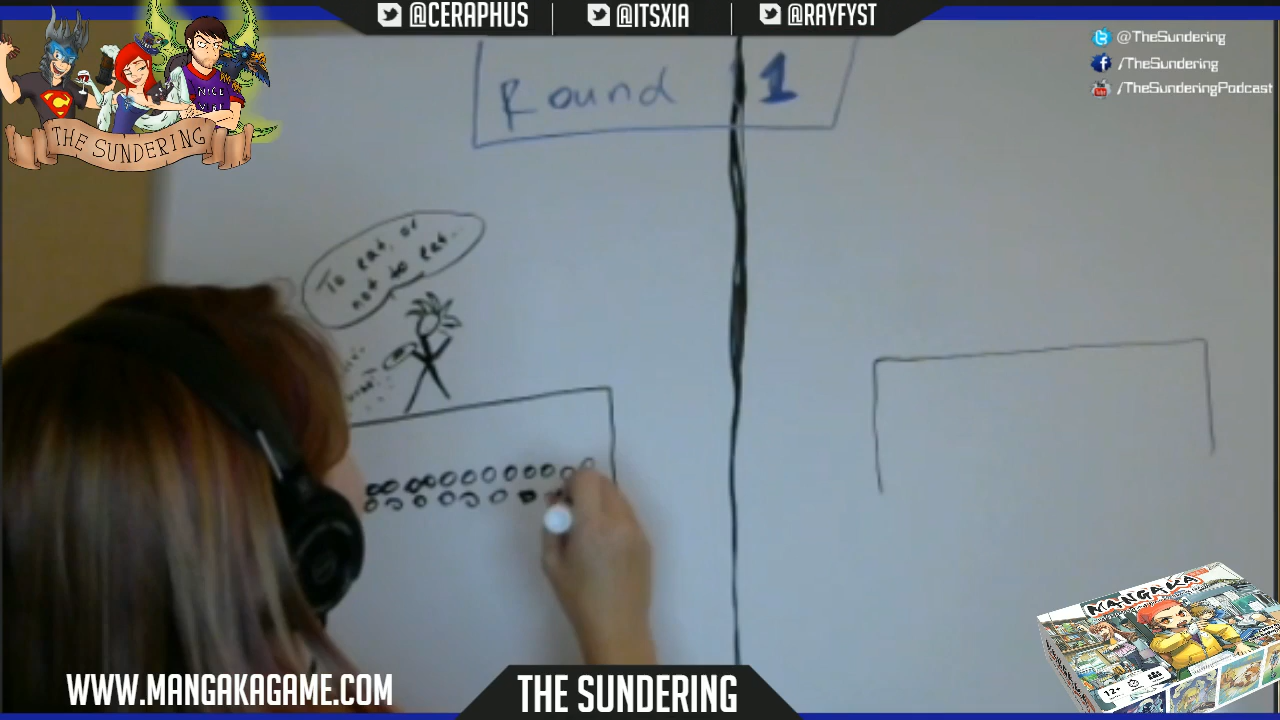 @CERAPHUS
@ITSXIA
@RAYFYST
@TheSundering
/TheSundering
/TheSunderingPodcast
NICE
THE SUNDERING
Round 1
To eat, or
not to eat...
MANGAKA
12+
WWW.MANGAKAGAME.COM
THE SUNDERING